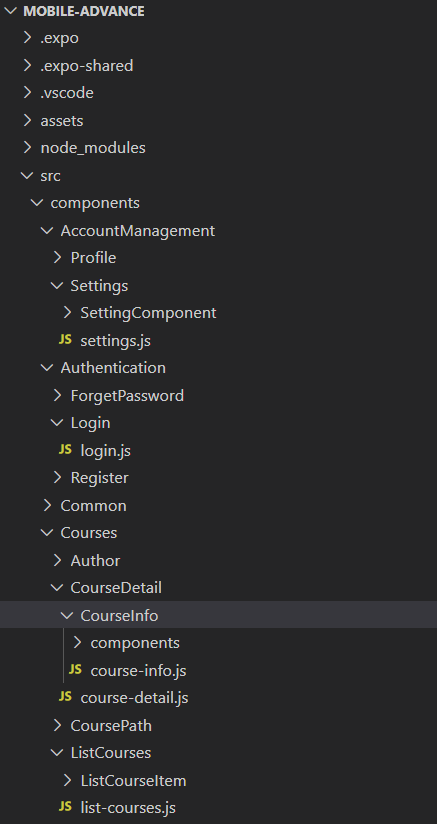 MOBILE-ADVANCE
.expo
.expo-shared
.vscode
assets
node_modules
src
components
AccountManagement
Profile
Settings
SettingComponent
JS settings.js
Authentication
ForgetPassword
Login
JS login.js
Register
Common
Courses
Author
CourseDetail
CourseInfo
components
JS course-info.js
JS course-detail.js
CoursePath
ListCourses
ListCourseItem
JS list-courses.js